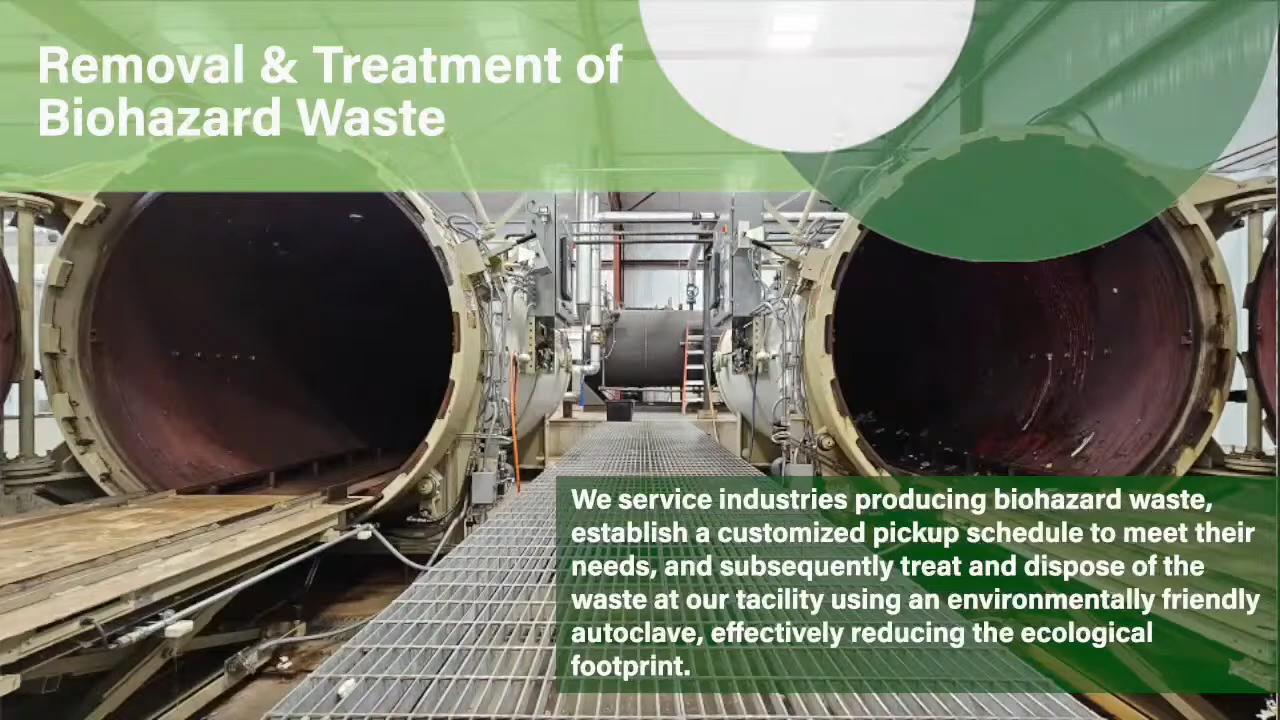 Removal & Treatment of
Biohazard Waste
We service industries producing biohazard waste,
establish a customized pickup schedule to meet their
needs, and subsequently treat and dispose of the
waste at our tacility using an environmentally friendly
autoclave, effectively reducing the ecological
footprint.